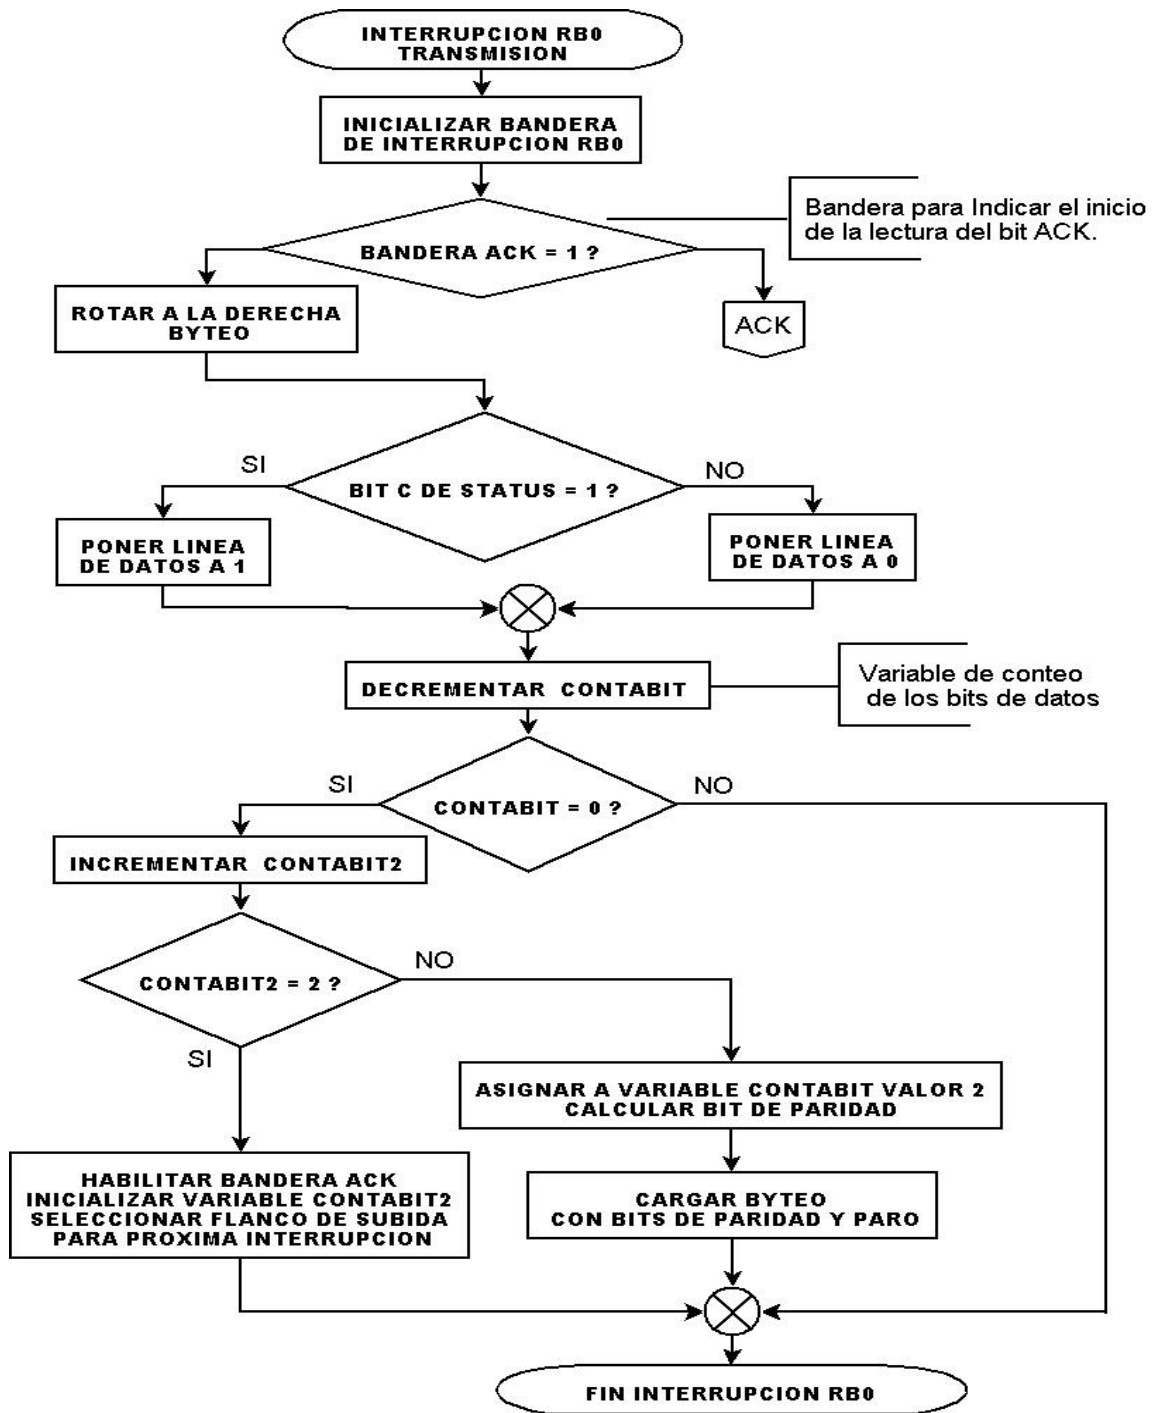 INTERRUPCION RB0
TRANSMISION
INICIALIZAR BANDERA
DE INTERRUPCION RB0
Bandera para Indicar el inicio
de la lectura del bit ACK.
BANDERA ACK = 1 ?
ROTAR A LA DERECHA
BYTEO
ACK
SI
NO
BIT C DE STATUS = 1 ?
PONER LINEA
DE DATOS A 1
PONER LINEA
DE DATOS A 0
DECREMENTAR CONTABIT
Variable de conteo
de los bits de datos
SI
NO
CONTABIT = 0 ?
INCREMENTAR CONTABIT2
NO
CONTABIT2 = 2 ?
SI
ASIGNAR A VARIABLE CONTABIT VALOR 2
CALCULAR BIT DE PARIDAD
HABILITAR BANDERA ACK
INICIALIZAR VARIABLE CONTABIT2
SELECCIONAR FLANCO DE SUBIDA
PARA PROXIMA INTERRUPCION
CARGAR BYTEO
CON BITS DE PARIDAD Y PARO
FIN INTERRUPCION RB0